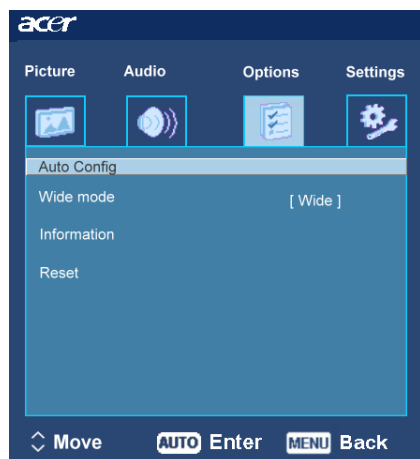 acer
Picture Audio Options Settings
Auto Config
Wide mode [ Wide ]
Information
Reset
Move AUTO Enter MENU Back